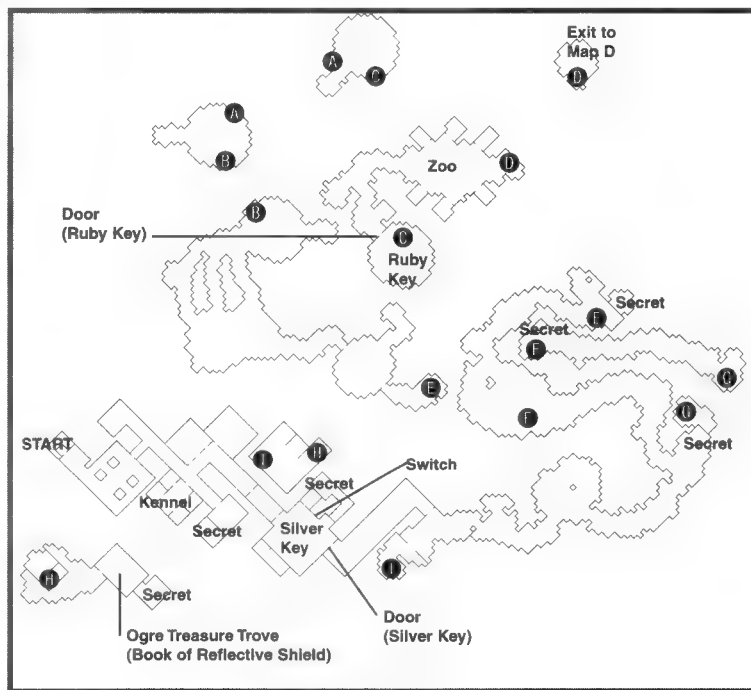 Exit to
Map D
A
C
D
A
B
Zoo
D
B
Door
(Ruby Key)
C
Ruby
Key
Secret
E
Secret
F
G
E
F
G
Secret
START
H
I
Switch
Secret
Kennel
Secret
Silver
Key
H
I
Secret
Door
(Silver Key)
Ogre Treasure Trove
(Book of Reflective Shield)